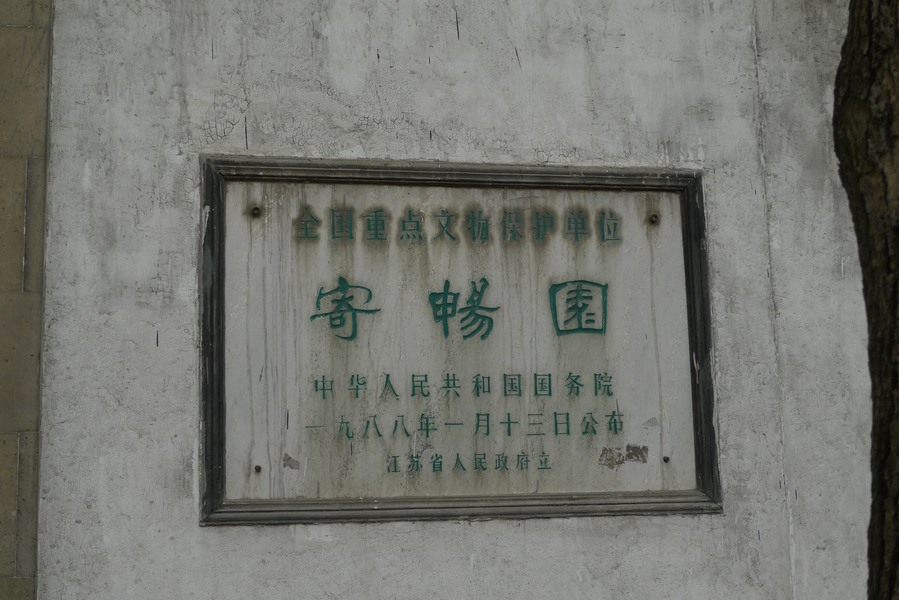 全国重点文物保护单位
寄暢園
中华人民共和国国务院
一九八八年一月十三日公布
江苏省人民政府立